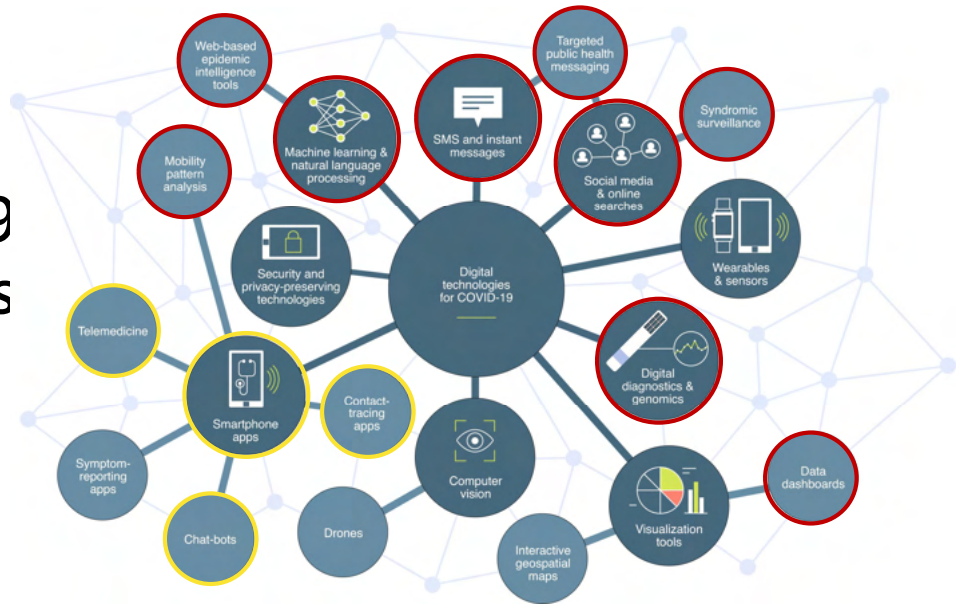 Web-based
epidemic
intelligence
tools
Targeted
public health
messaging
SMS and instant
messages
Syndromic
surveillance
Machine learning &
natural language
processing
Mobility
pattern
analysis
Social media
& online
searches
g
s
Security and
privacy-preserving
technologies
Digital
technologies
for COVID-19
Wearables
& sensors
Telemedicine
Smartphone
apps
Contact-
tracing
apps
Digital
diagnostics &
genomics
Symptom-
reporting
apps
Computer
vision
Data
dashboards
Chat-bots
Drones
Interactive
geospatial
maps
Visualization
tools